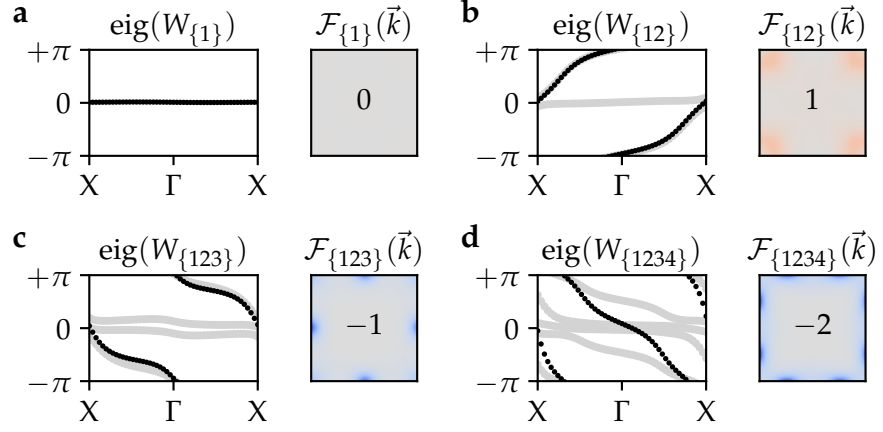 a eig(W_{1}) F_{1}(k⃗) b eig(W_{12}) F_{12}(k⃗)
+π +π
0 0 0 1
−π −π
X Γ X X Γ X
c eig(W_{123}) F_{123}(k⃗) d eig(W_{1234}) F_{1234}(k⃗)
+π +π
0 −1 0 −2
−π −π
X Γ X X Γ X